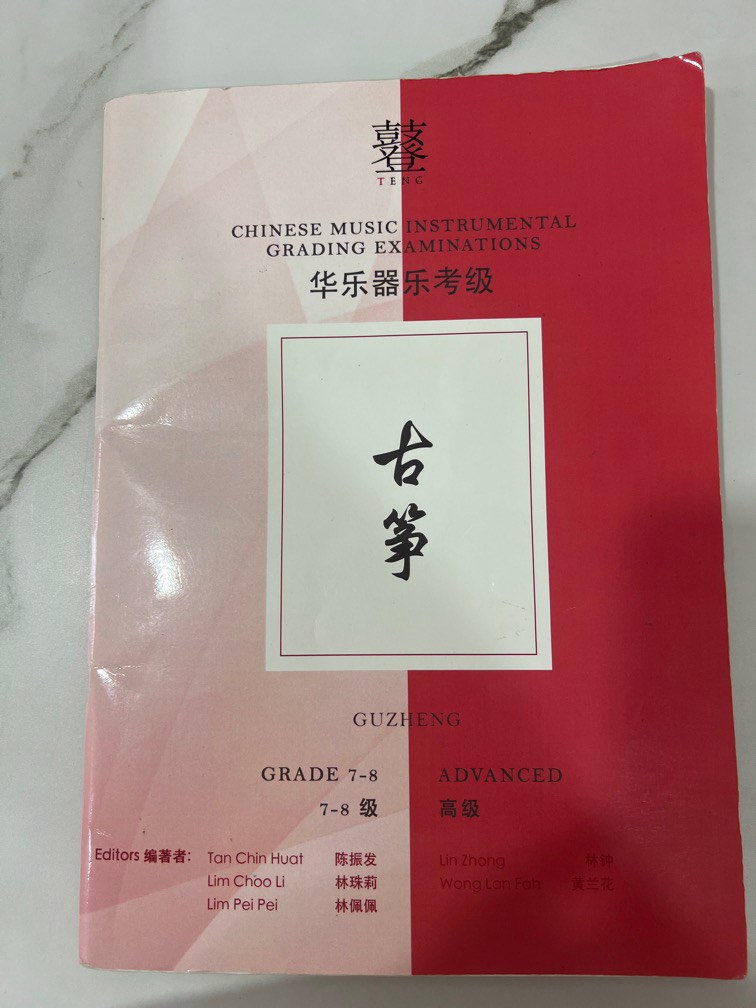 鼟
TENG
CHINESE MUSIC INSTRUMENTAL
GRADING EXAMINATIONS
华乐器乐考级
古
筝
GUZHENG
GRADE 7-8 ADVANCED
7-8 级 高级
Editors 编著者: Tan Chin Huat 陈振发 Lin Zhong 林钟
Lim Choo Li 林珠莉 Wong Lan Foh 黄兰花
Lim Pei Pei 林佩佩